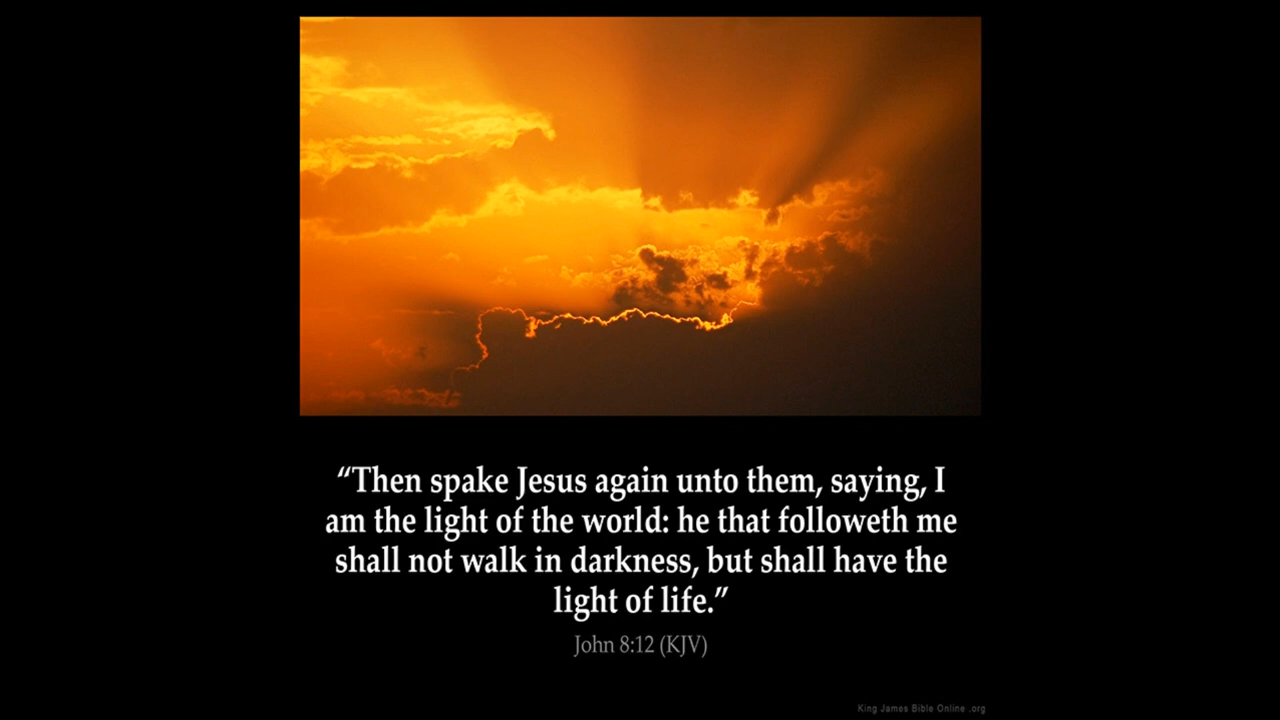 “Then spake Jesus again unto them, saying, I
am the light of the world: he that followeth me
shall not walk in darkness, but shall have the
light of life.”
John 8:12 (KJV)
King James Bible Online .org